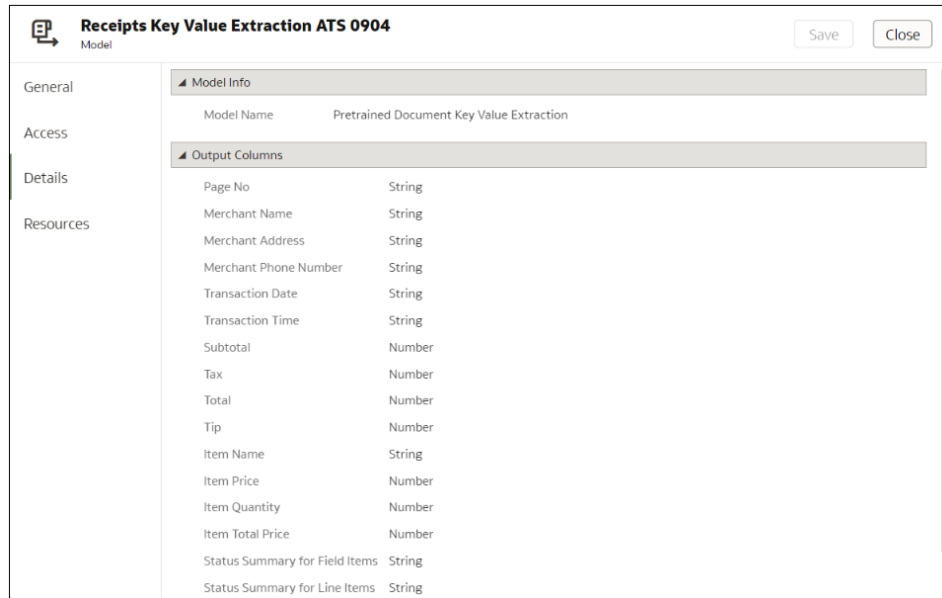 Receipts Key Value Extraction ATS 0904
Model
Save
Close
General
Access
Details
Resources
Model Info
Model Name Pretrained Document Key Value Extraction
Output Columns
Page No String
Merchant Name String
Merchant Address String
Merchant Phone Number String
Transaction Date String
Transaction Time String
Subtotal Number
Tax Number
Total Number
Tip Number
Item Name String
Item Price Number
Item Quantity Number
Item Total Price Number
Status Summary for Field Items String
Status Summary for Line Items String